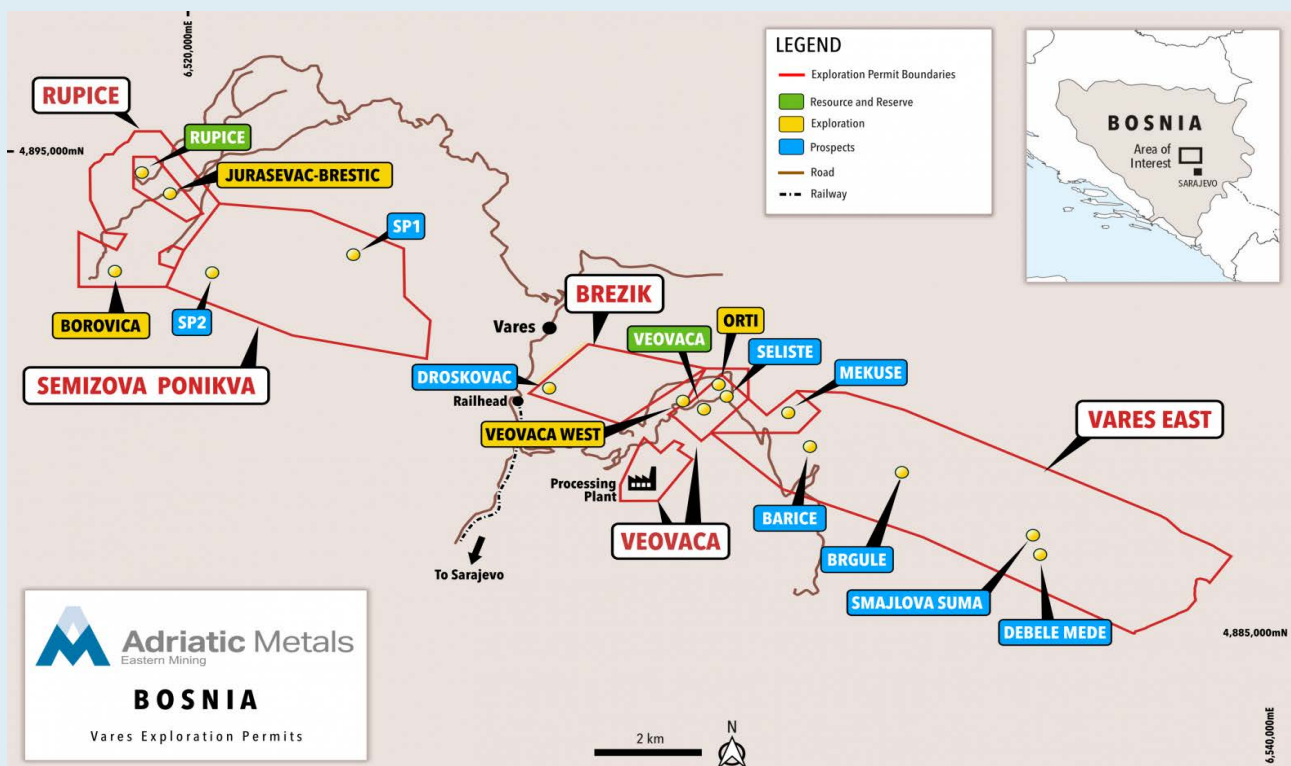 6,520,000mE
4,895,000mN
RUPICE
RUPICE
JURASEVAC-BRESTIC
SP1
BOROVICA
SP2
SEMIZOVA PONIKVA
LEGEND
Exploration Permit Boundaries
Resource and Reserve
Exploration
Prospects
Road
Railway
BOSNIA
Area of
Interest
SARAJEVO
BREZIK
Vares
VEOVACA
ORTI
SELISTE
MEKUSE
DROSKOVAC
Railhead
VEOVACA WEST
VARES EAST
Processing
Plant
VEOVACA
BARICE
BRGULE
To Sarajevo
SMAJLOVA SUMA
DEBELE MEDE
4,885,000mN
6,540,000mE
Adriatic Metals
Eastern Mining
BOSNIA
Vares Exploration Permits
2 km
N